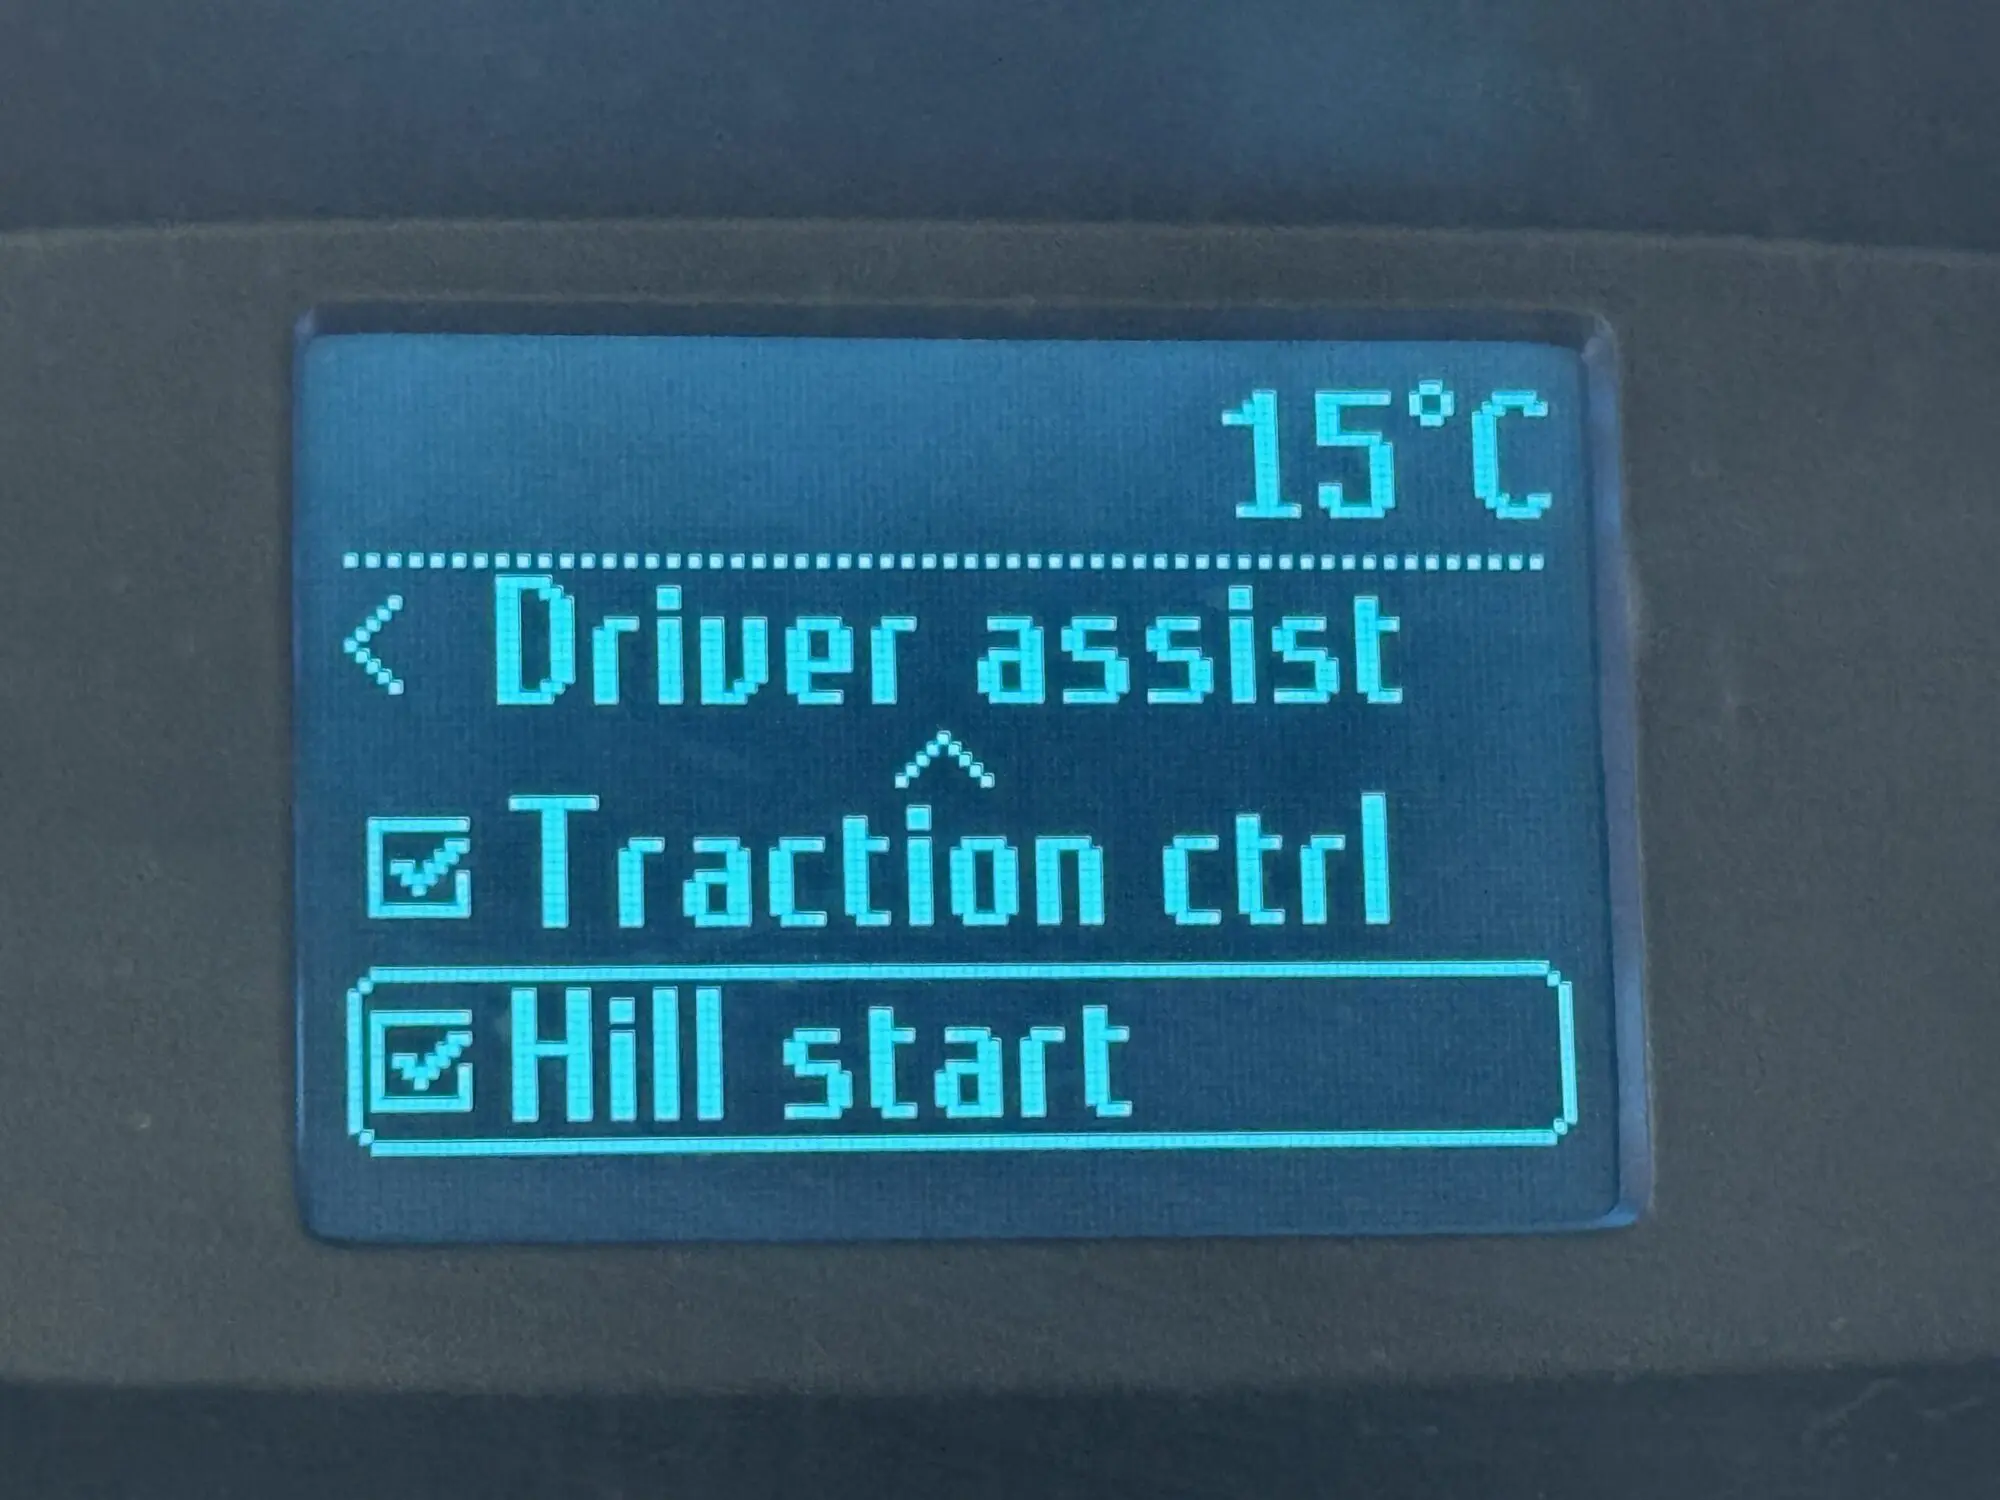 15°C
Driver assist
Traction ctrl
Hill start